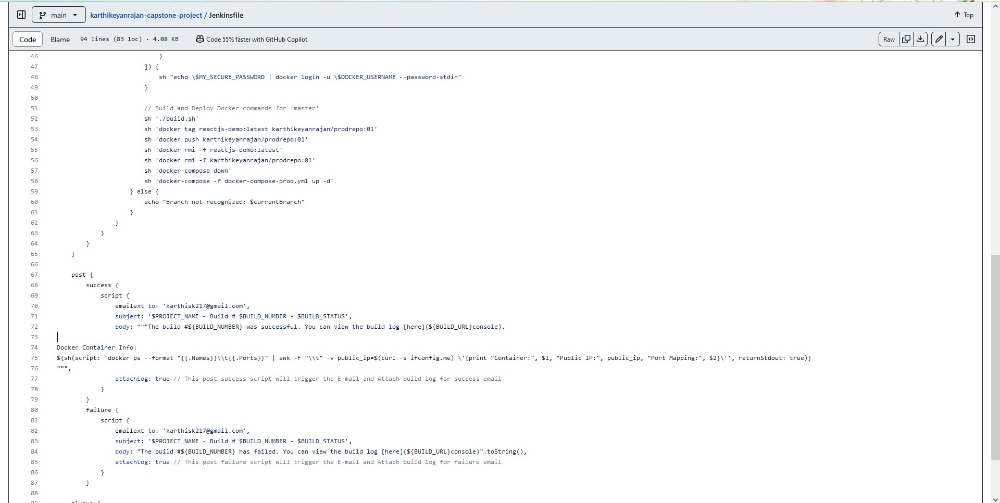 main
karthikeyanrajan-capstone-project / Jenkinsfile
Top
Code
Blame
94 lines (83 loc) · 4.08 KB
Code 55% faster with GitHub Copilot
Raw
46 )
47 ]) {
48 sh "echo \$MY_SECURE_PASSWORD | docker login -u \$DOCKER_USERNAME --password-stdin"
49 }
50
51 // Build and Deploy Docker commands for 'master'
52 sh './build.sh'
53 sh 'docker tag reactjs-demo:latest karthikeyanrajan/prodrepo:01'
54 sh 'docker push karthikeyanrajan/prodrepo:01'
55 sh 'docker rmi -f reactjs-demo:latest'
56 sh 'docker rmi -f karthikeyanrajan/prodrepo:01'
57 sh 'docker-compose down'
58 sh 'docker-compose -f docker-compose-prod.yml up -d'
59 } else {
60 echo "Branch not recognized: $currentBranch"
61 }
62 }
63 }
64 }
65 }
66
67 post {
68 success {
69 script {
70 emailext to: 'karthisk217@gmail.com',
71 subject: '$PROJECT_NAME - Build # $BUILD_NUMBER - $BUILD_STATUS',
72 body: """The build #${BUILD_NUMBER} was successful. You can view the build log [here](${BUILD_URL}console).
73
74 Docker Container Info:
75 ${sh(script: 'docker ps --format "{{.Names}}\\t{{.Ports}}" | awk -F "\\t" -v public_ip=$(curl -s ifconfig.me) \'{print "Container:", $1, "Public IP:", public_ip, "Port Mapping:", $2}\'', returnStdout: true)}
76 """,
77 attachLog: true // This post success script will trigger the E-mail and Attach build log for success email
78 }
79 }
80 failure {
81 script {
82 emailext to: 'karthisk217@gmail.com',
83 subject: '$PROJECT_NAME - Build # $BUILD_NUMBER - $BUILD_STATUS',
84 body: "The build #${BUILD_NUMBER} has failed. You can view the build log [here](${BUILD_URL}console)".toString(),
85 attachLog: true // This post failure script will trigger the E-mail and Attach build log for failure email
86 }
87 }
88